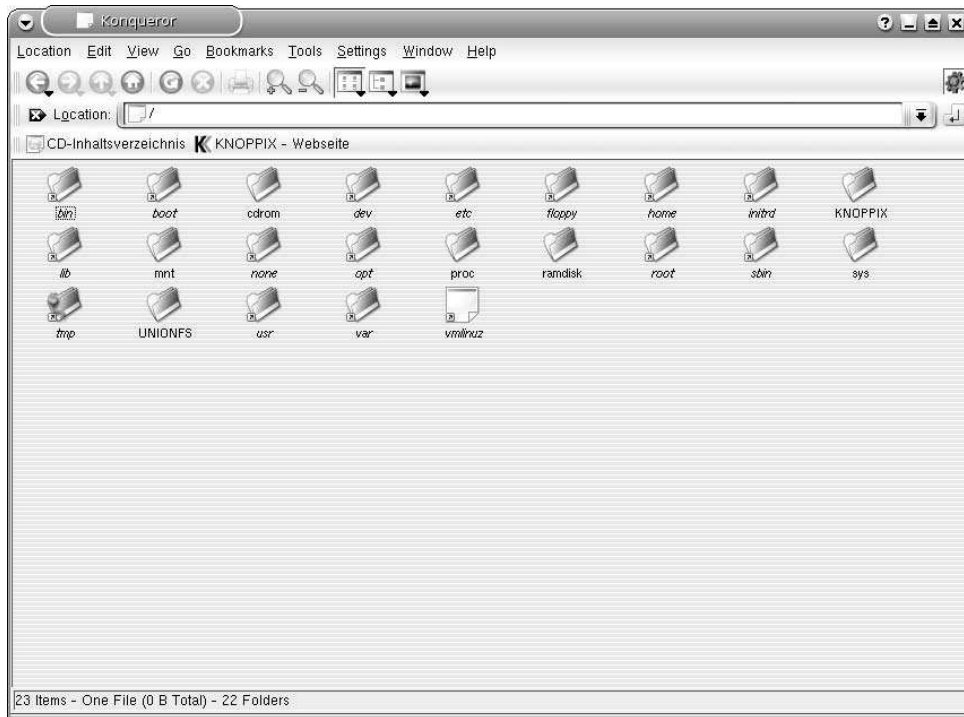 Konqueror
Location Edit View Go Bookmarks Tools Settings Window Help
Location: /
CD-Inhaltsverzeichnis KNOPPIX - Webseite
bin boot cdrom dev etc floppy home initrd KNOPPIX
lib mnt none opt proc ramdisk root sbin sys
tmp UNIONFS usr var vmlinuz
23 Items - One File (0 B Total) - 22 Folders